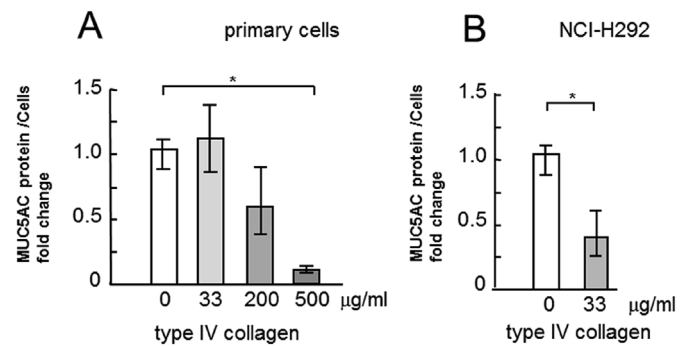 A
primary cells
*
MUC5AC protein /Cells
fold change
1.5
1.0
0.5
0
0 33 200 500 µg/ml
type IV collagen
B
NCI-H292
*
MUC5AC protein /Cells
fold change
1.5
1.0
0.5
0
0 33 µg/ml
type IV collagen